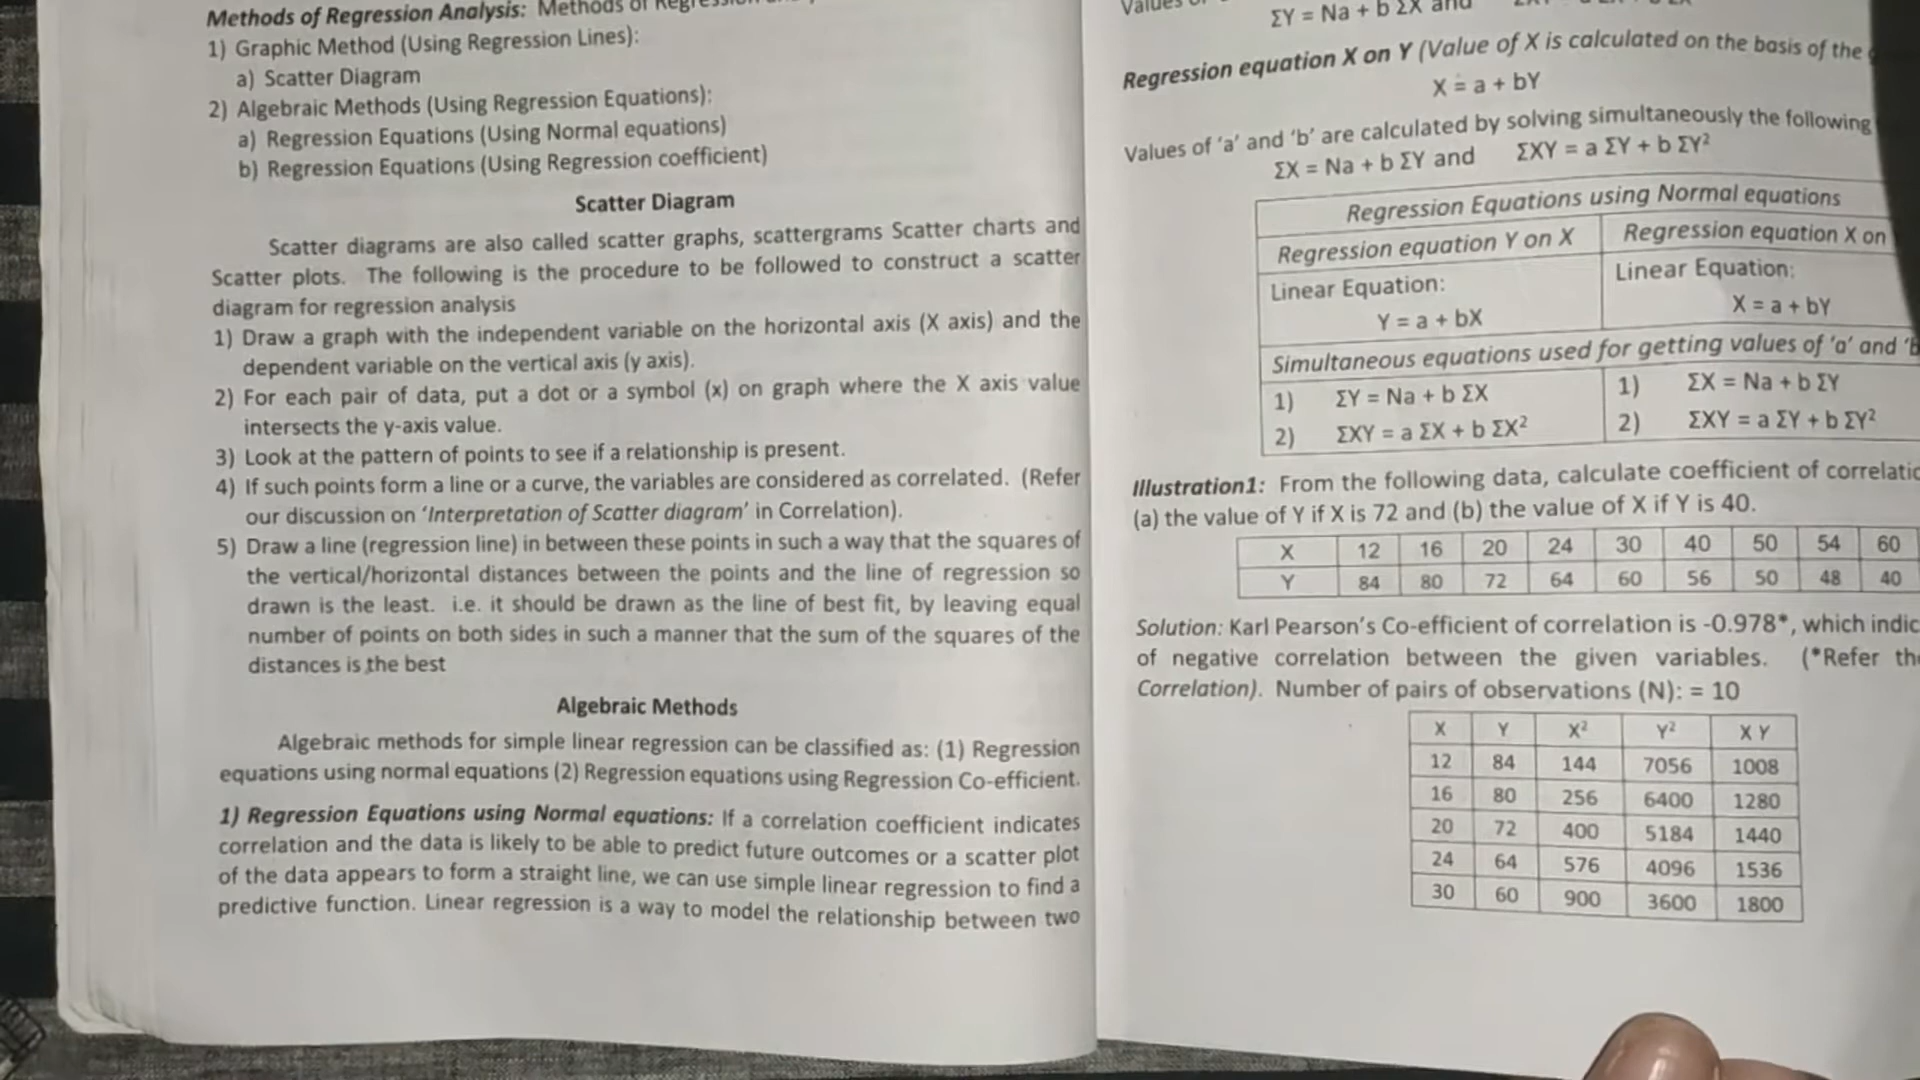 Methods of Regression Analysis: Methods of
1) Graphic Method (Using Regression Lines):
a) Scatter Diagram
2) Algebraic Methods (Using Regression Equations):
a) Regression Equations (Using Normal equations)
b) Regression Equations (Using Regression coefficient)
Scatter Diagram
Scatter diagrams are also called scatter graphs, scattergrams Scatter charts and
Scatter plots. The following is the procedure to be followed to construct a scatter
diagram for regression analysis
1) Draw a graph with the independent variable on the horizontal axis (X axis) and the
dependent variable on the vertical axis (y axis).
2) For each pair of data, put a dot or a symbol (x) on graph where the X axis value
intersects the y-axis value.
3) Look at the pattern of points to see if a relationship is present.
4) If such points form a line or a curve, the variables are considered as correlated. (Refer
our discussion on ‘Interpretation of Scatter diagram’ in Correlation).
5) Draw a line (regression line) in between these points in such a way that the squares of
the vertical/horizontal distances between the points and the line of regression so
drawn is the least. i.e. it should be drawn as the line of best fit, by leaving equal
number of points on both sides in such a manner that the sum of the squares of the
distances is the best
Algebraic Methods
Algebraic methods for simple linear regression can be classified as: (1) Regression
equations using normal equations (2) Regression equations using Regression Co-efficient.
1) Regression Equations using Normal equations: If a correlation coefficient indicates
correlation and the data is likely to be able to predict future outcomes or a scatter plot
of the data appears to form a straight line, we can use simple linear regression to find a
predictive function. Linear regression is a way to model the relationship between two
Values
ΣY = Na + b ΣX and
Regression equation X on Y (Value of X is calculated on the basis of the
X = a + bY
Values of ‘a’ and ‘b’ are calculated by solving simultaneously the following
ΣX = Na + b ΣY and ΣXY = a ΣY + b ΣY²
Regression Equations using Normal equations
Regression equation Y on X Regression equation X on
Linear Equation: Linear Equation:
Y = a + bX X = a + bY
Simultaneous equations used for getting values of ‘a’ and ‘B
1) ΣY = Na + b ΣX 1) ΣX = Na + b ΣY
2) ΣXY = a ΣX + b ΣX² 2) ΣXY = a ΣY + b ΣY²
Illustration1: From the following data, calculate coefficient of
(a) the value of Y if X is 72 and (b) the value of X if Y is 40.
X 12 16 20 24 30 40 50 54 60
Y 84 80 72 64 60 56 50 48 40
Solution: Karl Pearson’s Co-efficient of correlation is -0.978*, which
of negative correlation between the given variables. (*Refer
Correlation). Number of pairs of observations (N): = 10
X Y X² Y² X Y
12 84 144 7056 1008
16 80 256 6400 1280
20 72 400 5184 1440
24 64 576 4096 1536
30 60 900 3600 1800